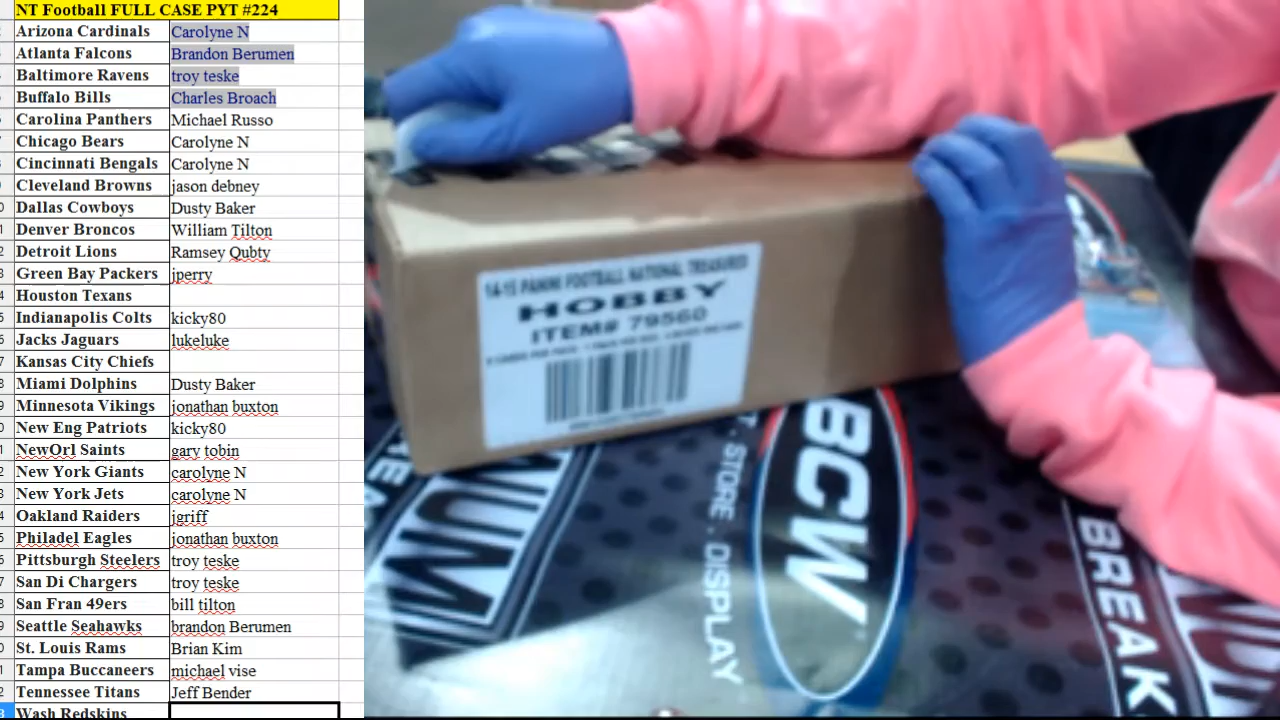 NT Football FULL CASE PYT #224
Arizona Cardinals Carolyne N
Atlanta Falcons Brandon Berumen
Baltimore Ravens troy teske
Buffalo Bills Charles Broach
Carolina Panthers Michael Russo
Chicago Bears Carolyne N
Cincinnati Bengals Carolyne N
Cleveland Browns jason debney
Dallas Cowboys Dusty Baker
Denver Broncos William Tilton
Detroit Lions Ramsey Qubty
Green Bay Packers jperry
Houston Texans
Indianapolis Colts kicky80
Jacks Jaguars lukeluke
Kansas City Chiefs
Miami Dolphins Dusty Baker
Minnesota Vikings jonathan buxton
New Eng Patriots kicky80
NewOrl Saints gary tobin
New York Giants carolyne N
New York Jets carolyne N
Oakland Raiders jgriff
Philadel Eagles jonathan buxton
Pittsburgh Steelers troy teske
San Di Chargers troy teske
San Fran 49ers bill tilton
Seattle Seahawks brandon Berumen
St. Louis Rams Brian Kim
Tampa Buccaneers michael vise
Tennessee Titans Jeff Bender
Wash Redskins
14-15 PANINI FOOTBALL NATIONAL TREASURES
HOBBY
ITEM# 79560
BCW
STORE . DISPLAY
BREAK